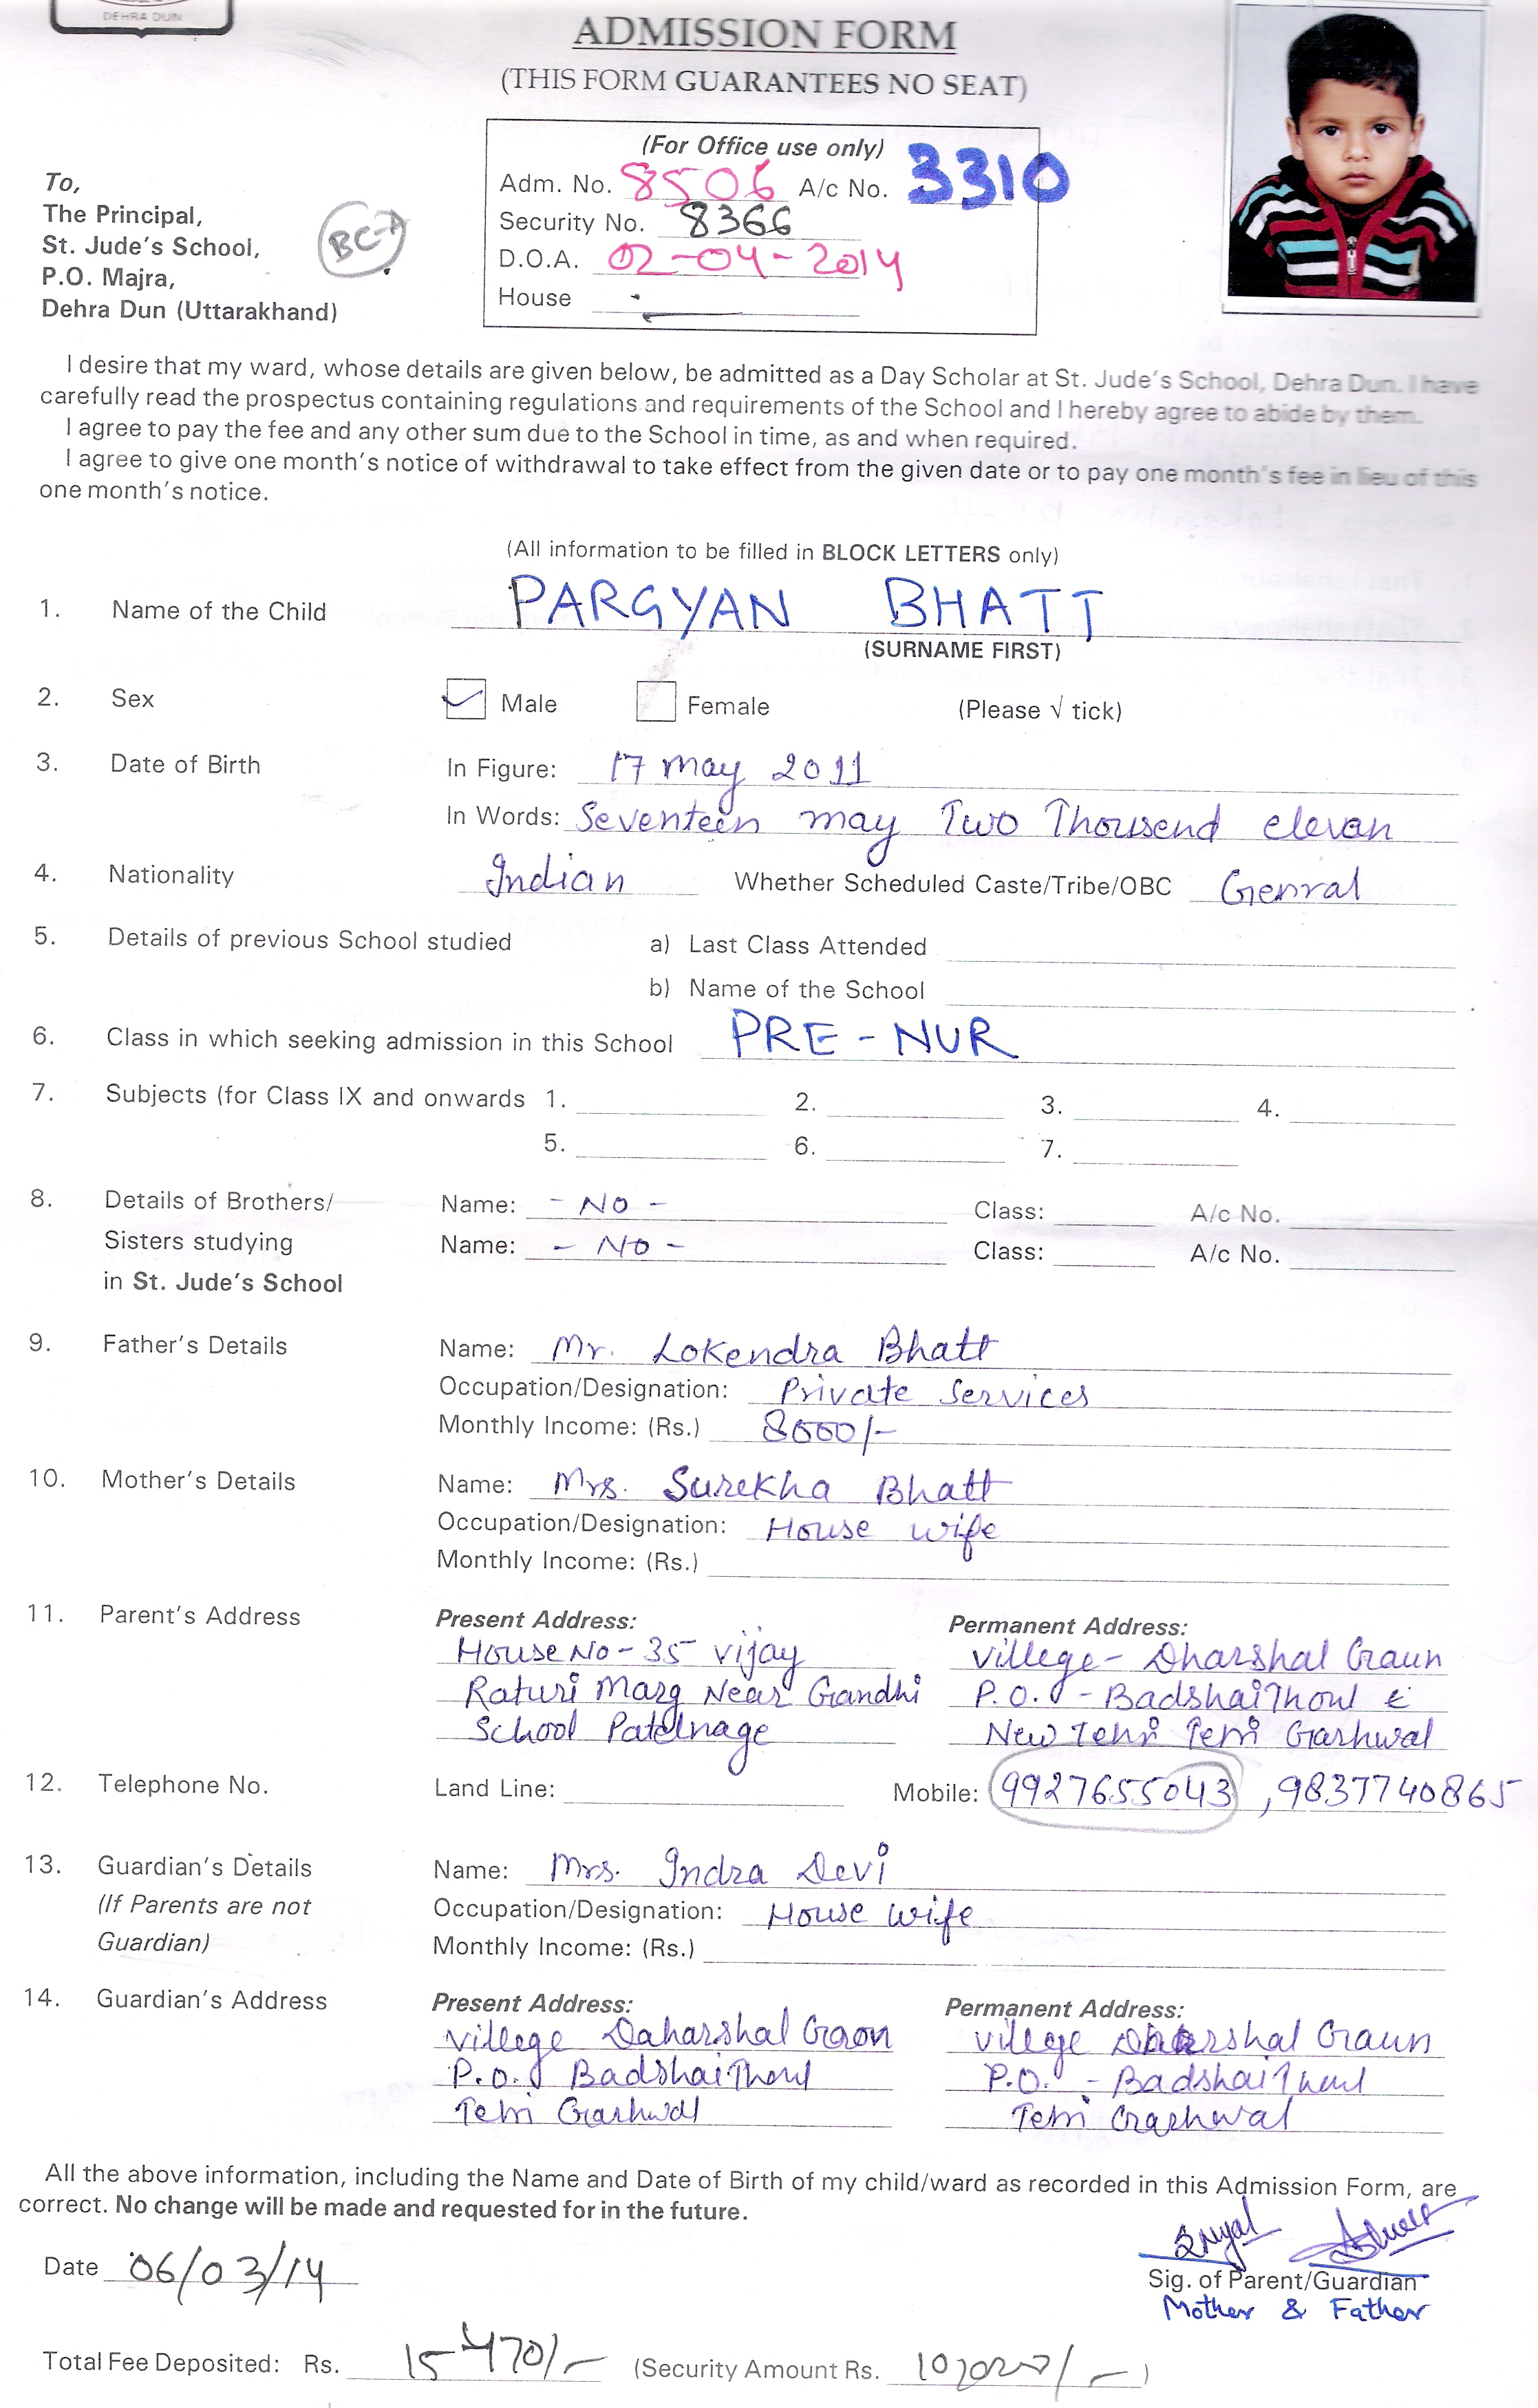 DEHRA DUN
ADMISSION FORM
(THIS FORM GUARANTEES NO SEAT)
(For Office use only)
Adm. No. 8506 A/c No. 3310
Security No. 8366
D.O.A. 02-04-2014
House
To,
The Principal,
St. Jude's School,
P.O. Majra,
Dehra Dun (Uttarakhand)
BC-A
I desire that my ward, whose details are given below, be admitted as a Day Scholar at St. Jude's School, Dehra Dun. I have
carefully read the prospectus containing regulations and requirements of the School and I hereby agree to abide by them.
I agree to pay the fee and any other sum due to the School in time, as and when required.
I agree to give one month's notice of withdrawal to take effect from the given date or to pay one month's fee in lieu of this
one month's notice.
(All information to be filled in BLOCK LETTERS only)
1. Name of the Child PARGYAN BHATT
(SURNAME FIRST)
2. Sex Male Female (Please √ tick)
3. Date of Birth In Figure: 17 may 2011
In Words: Seventeen may Two Thousend elevan
4. Nationality Indian Whether Scheduled Caste/Tribe/OBC Genral
5. Details of previous School studied a) Last Class Attended
b) Name of the School
6. Class in which seeking admission in this School PRE-NUR
7. Subjects (for Class IX and onwards 1. 2. 3. 4.
5. 6. 7.
8. Details of Brothers/ Name: - NO - Class: A/c No.
Sisters studying Name: - NO - Class: A/c No.
in St. Jude's School
9. Father's Details Name: Mr. Lokendra Bhatt
Occupation/Designation: Private Services
Monthly Income: (Rs.) 8000/-
10. Mother's Details Name: Mrs. Surekha Bhatt
Occupation/Designation: House wife
Monthly Income: (Rs.)
11. Parent's Address Present Address: Permanent Address:
House No-35 vijay Villege- Dharshal Graun
Raturi Marg Near Gandhi P.O. - BadshaiThoul
School Patelnage New Tehri Tehri Garhwal
12. Telephone No. Land Line: Mobile: 9927655043, 9837740865
13. Guardian's Details Name: Mrs. Indra Devi
(If Parents are not Occupation/Designation: House wife
Guardian) Monthly Income: (Rs.)
14. Guardian's Address Present Address: Permanent Address:
Villege Daharshal Graon Villege Dharshal Graun
P.O. BadshaiThoul P.O. - BadshaiThoul
Tehri Garhwal Tehri Garhwal
All the above information, including the Name and Date of Birth of my child/ward as recorded in this Admission Form, are
correct. No change will be made and requested for in the future.
Date 06/03/14
Sig. of Parent/Guardian
Mother & Father
Total Fee Deposited: Rs. 15470/- (Security Amount Rs. )